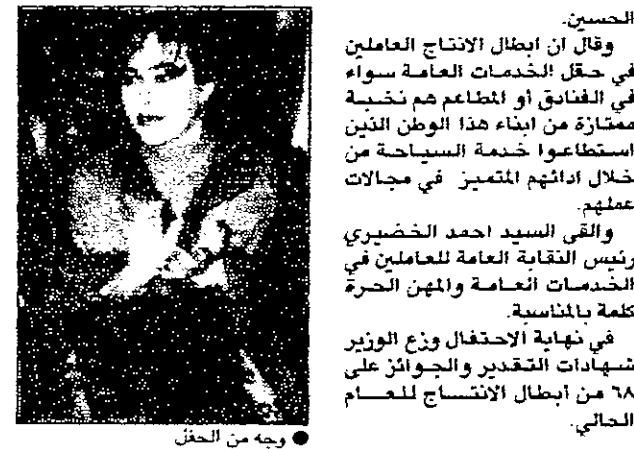 الحسين.
وقال ان ابطال الانتاج العاملين
في حقل الخدمات العامة سواء
في الفنادق أو المطاعم هم نخبة
ممتازة من ابناء هذا الوطن الذين
استطاعوا خدمة السياحة من
خلال ادائهم المتميز في مجالات
عملهم.
والقى السيد احمد الخضيري
رئيس النقابة العامة للعاملين في
الخدمات العامة والمهن الحرة
كلمة بالمناسبة.
في نهاية الاحتفال وزع الوزير
شهادات التقدير والجوائز على
٦٨ من أبطال الانتاج للعام
الحالي.
● وجه من الحفل